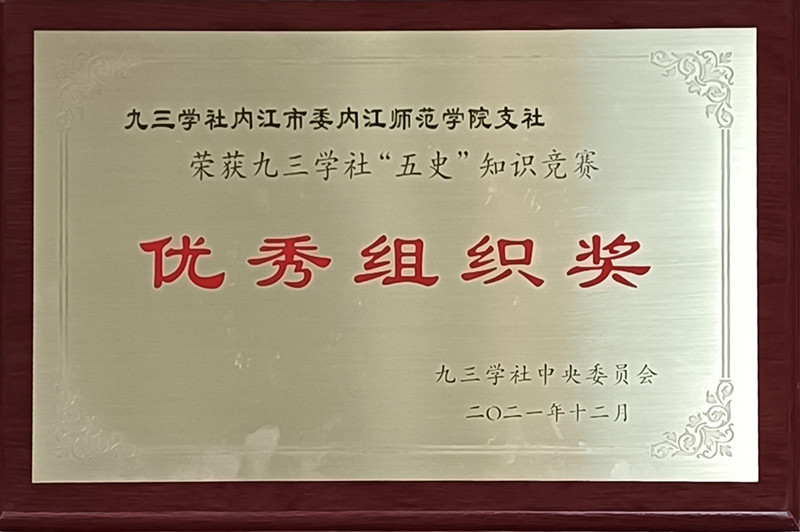 九三学社内江市委内江师范学院支社
荣获九三学社“五史”知识竞赛
优秀组织奖
九三学社中央委员会
二〇二一年十二月